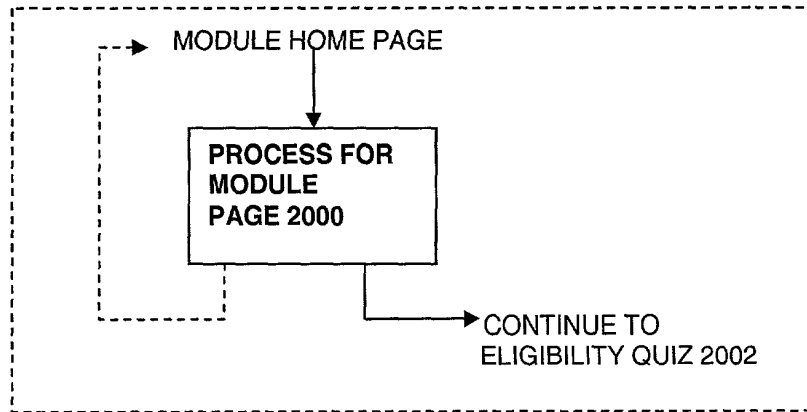 MODULE HOME PAGE
PROCESS FOR
MODULE
PAGE 2000
CONTINUE TO
ELIGIBILITY QUIZ 2002